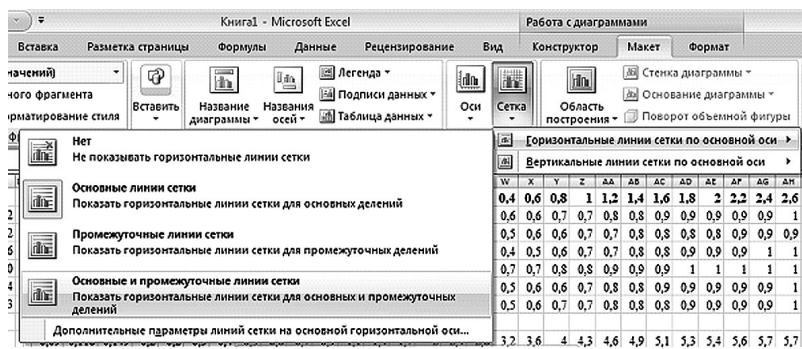 Книга1 - Microsoft Excel
Работа с диаграммами
Вставка Разметка страницы Формулы Данные Рецензирование Вид Конструктор Макет Формат
начений)
ного фрагмента
рматирование стиля
Вставить
Название диаграммы
Названия осей
Легенда
Подписи данных
Таблица данных
Оси
Сетка
Область построения
Стенка диаграммы
Основание диаграммы
Поворот объемной фигуры
Горизонтальные линии сетки по основной оси
Вертикальные линии сетки по основной оси
Нет
Не показывать горизонтальные линии сетки
Основные линии сетки
Показать горизонтальные линии сетки для основных делений
Промежуточные линии сетки
Показать горизонтальные линии сетки для промежуточных делений
Основные и промежуточные линии сетки
Показать горизонтальные линии сетки для основных и промежуточных
делений
Дополнительные параметры линий сетки на основной горизонтальной оси...
W X Y Z AA AB AC AD AE AF AG AH
0,4 0,6 0,8 1 1,2 1,4 1,6 1,8 2 2,2 2,4 2,6
0,6 0,6 0,7 0,7 0,8 0,8 0,9 0,9 0,9 0,9 0,9 1
0,5 0,6 0,6 0,7 0,7 0,8 0,8 0,8 0,9 0,9 0,9 0,9
0,4 0,5 0,6 0,7 0,7 0,8 0,8 0,9 0,9 0,9 1 1
0,7 0,7 0,8 0,8 0,9 0,9 0,9 1 1 1 1 1
0,5 0,6 0,6 0,7 0,7 0,8 0,8 0,9 0,9 0,9 0,9 1
0,5 0,6 0,7 0,7 0,8 0,8 0,8 0,9 0,9 0,9 0,9 1
3,2 3,6 4 4,3 4,6 4,9 5,1 5,3 5,4 5,6 5,7 5,7